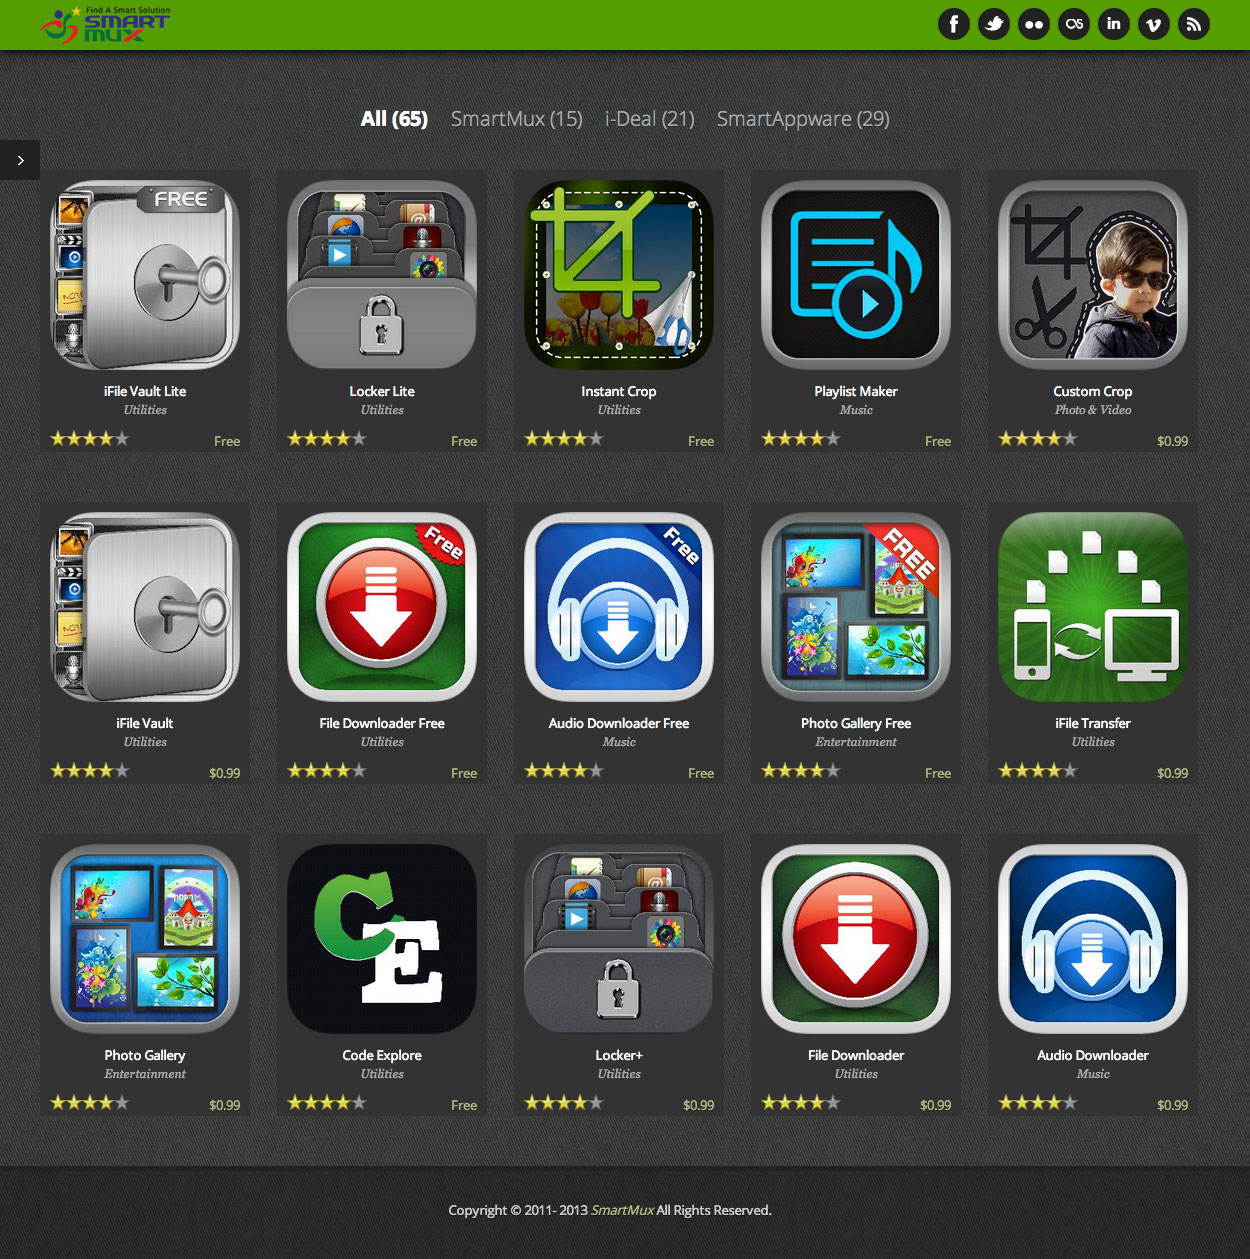 Find A Smart Solution
SMART
MUX
f
in
All (65) SmartMux (15) i-Deal (21) SmartAppware (29)
FREE
iFile Vault Lite
Utilities
Free
Locker Lite
Utilities
Free
Instant Crop
Utilities
Free
Playlist Maker
Music
Free
Custom Crop
Photo & Video
$0.99
iFile Vault
Utilities
$0.99
Free
File Downloader Free
Utilities
Free
Free
Audio Downloader Free
Music
Free
FREE
Photo Gallery Free
Entertainment
Free
iFile Transfer
Utilities
$0.99
Photo Gallery
Entertainment
$0.99
CE
Code Explore
Utilities
Free
Locker+
Utilities
$0.99
File Downloader
Utilities
$0.99
Audio Downloader
Music
$0.99
Copyright © 2011- 2013 SmartMux All Rights Reserved.